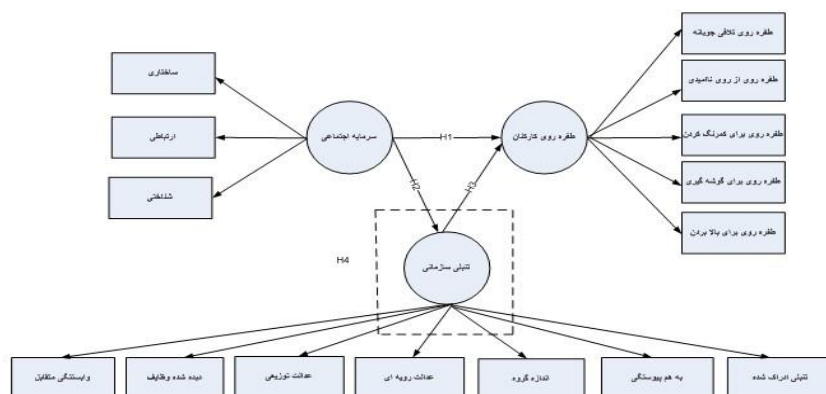 طفره روی تلافی جویانه
ساختاری
طفره روی از روی ناامیدی
ارتباطی
سرمایه اجتماعی
H1
طفره روی کارکنان
طفره روی برای کمرنگ کردن
شناختی
H2
H3
طفره روی برای گوشه گیری
طفره روی برای بالا بردن
H4
تنبلی سازمانی
وابستگی متقابل
دیده شده وظایف
عدالت توزیعی
عدالت رویه ای
اندازه گروه
به هم پیوستگی
تنبلی ادراک شده